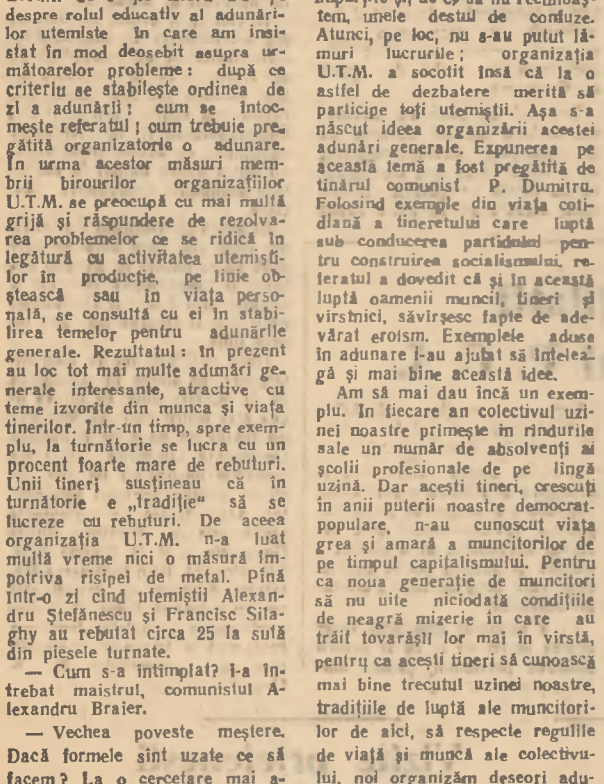 despre rolul educativ al adunări-
lor utemiste în care am insi-
stat în mod deosebit asupra ur-
mătoarelor probleme: după ce
criteriu se stabilește ordinea de
zi a adunării; cum se întoc-
mește referatul; cum trebuie pre-
gătită organizatoric o adunare.
În urma acestor măsuri mem-
brii birourilor organizațiilor
U.T.M. se preocupă cu mai multă
grijă și răspundere de rezolva-
rea problemelor ce se ridică în
legătură cu activitatea utemiști-
lor în producție, pe linie ob-
ștească sau în viața perso-
nală, se consultă cu ei în stabi-
lirea temelor pentru adunările
generale. Rezultatul: în prezent
au loc tot mai multe adunări ge-
nerale interesante, atractive cu
teme izvorîte din munca și viața
tinerilor. Într-un timp, spre exem-
plu, la turnătorie se lucra cu un
procent foarte mare de rebuturi.
Unii tineri susțineau că în
turnătorie e „tradiție“ să se
lucreze cu rebuturi. De aceea
organizația U.T.M. n-a luat
multă vreme nici o măsură îm-
potriva risipei de metal. Pînă
într-o zi cînd utemiștii Alexan-
dru Ștefănescu și Francisc Sila-
ghy au rebutat circa 25 la sută
din piesele turnate.
— Cum s-a întîmplat? i-a în-
trebat maistrul, comunistul A-
lexandru Braier.
— Vechea poveste meștere.
Dacă formele sînt uzate ce să
facem? La o cercetare mai a-
tem, unele destul de confuze.
Atunci, pe loc, nu s-au putut lă-
muri lucrurile; organizația
U.T.M. a socotit însă că la o
astfel de dezbatere merită să
participe toți utemiștii. Așa s-a
născut ideea organizării acestei
adunări generale. Expunerea pe
această temă a fost pregătită de
tînărul comunist P. Dumitru.
Folosind exemple din viața coti-
diană a tineretului care luptă
sub conducerea partidului pen-
tru construirea socialismului, re-
feratul a dovedit că și în această
luptă oamenii muncii, tineri și
vîrstnici, săvîrșesc fapte de ade-
vărat eroism. Exemplele aduse
în adunare i-au ajutat să înțelea-
gă și mai bine această idee.
Am să mai dau încă un exem-
plu. În fiecare an colectivul uzi-
nei noastre primește în rîndurile
sale un număr de absolvenți ai
școlii profesionale de pe lîngă
uzină. Dar acești tineri, crescuți
în anii puterii noastre democrat-
populare, n-au cunoscut viața
grea și amară a muncitorilor de
pe timpul capitalismului. Pentru
ca noua generație de muncitori
să nu uite niciodată condițiile
de neagră mizerie în care au
trăit tovarășii lor mai în vîrstă,
pentru ca acești tineri să cunoască
mai bine trecutul uzinei noastre,
tradițiile de luptă ale muncitori-
lor de aici, să respecte regulile
de viață și muncă ale colectivu-
lui, noi organizăm deseori adu-